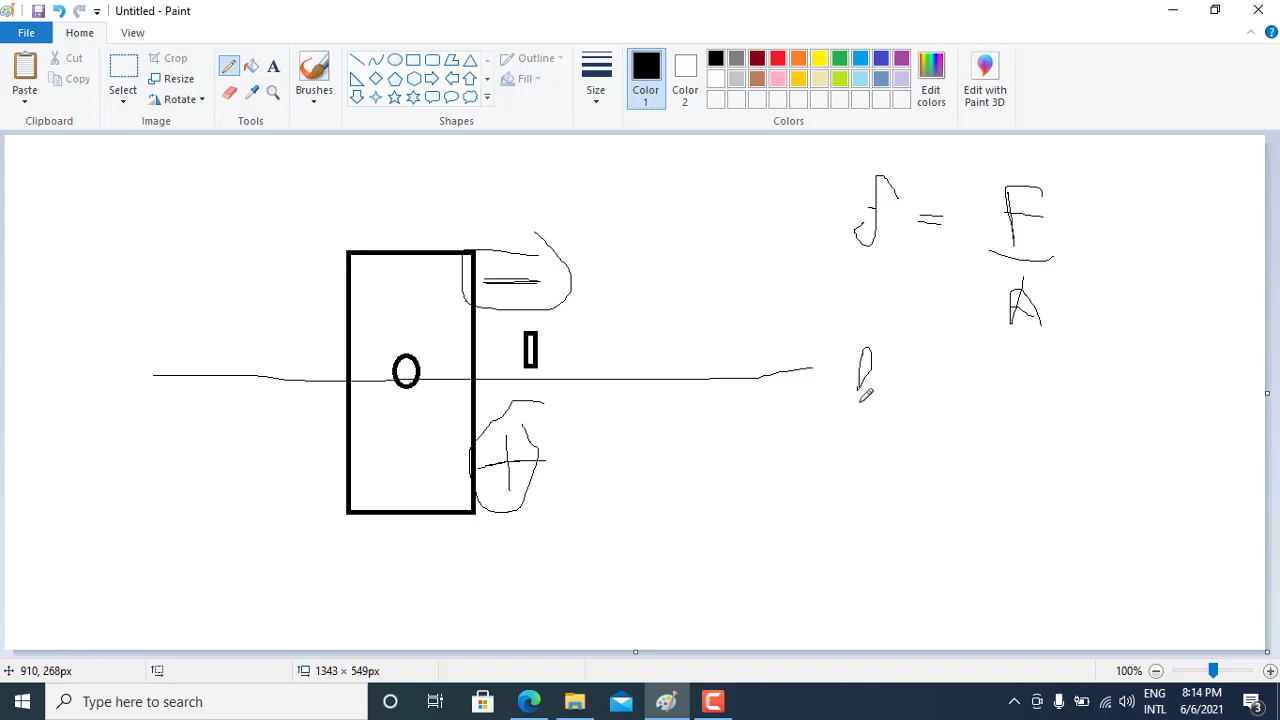 Untitled - Paint
File
Home
View
Paste
Cut
Copy
Clipboard
Select
Crop
Resize
Rotate
Image
A
Tools
Brushes
Outline
Fill
Shapes
Size
Color 1
Color 2
Edit colors
Edit with Paint 3D
Colors
= F
A
−
0
+
910, 268px
1343 × 549px
100%
Type here to search
ENG
INTL
8:14 PM
6/6/2021
3